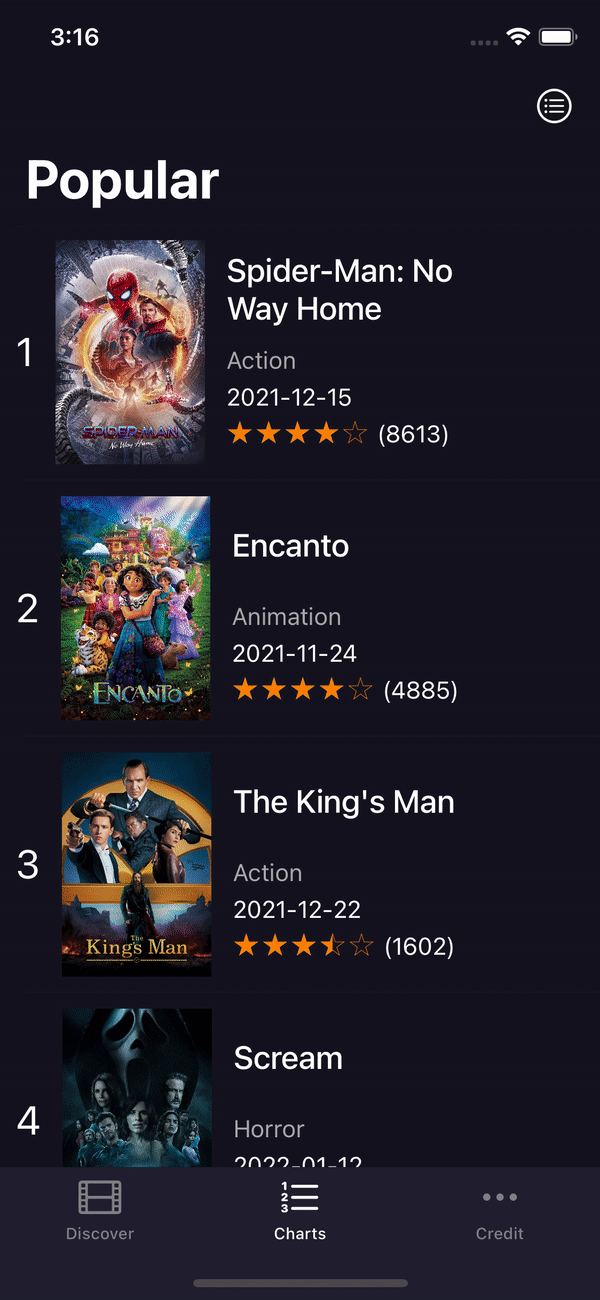 3:16
Popular
1
SPIDER-MAN
No Way Home
Spider-Man: No
Way Home
Action
2021-12-15
★★★★☆ (8613)
2
ENCANTO
Encanto
Animation
2021-11-24
★★★★☆ (4885)
3
The
King's Man
The King's Man
Action
2021-12-22
(1602)
4
Scream
Horror
2022-01-12
1
2
3
Discover
Charts
Credit